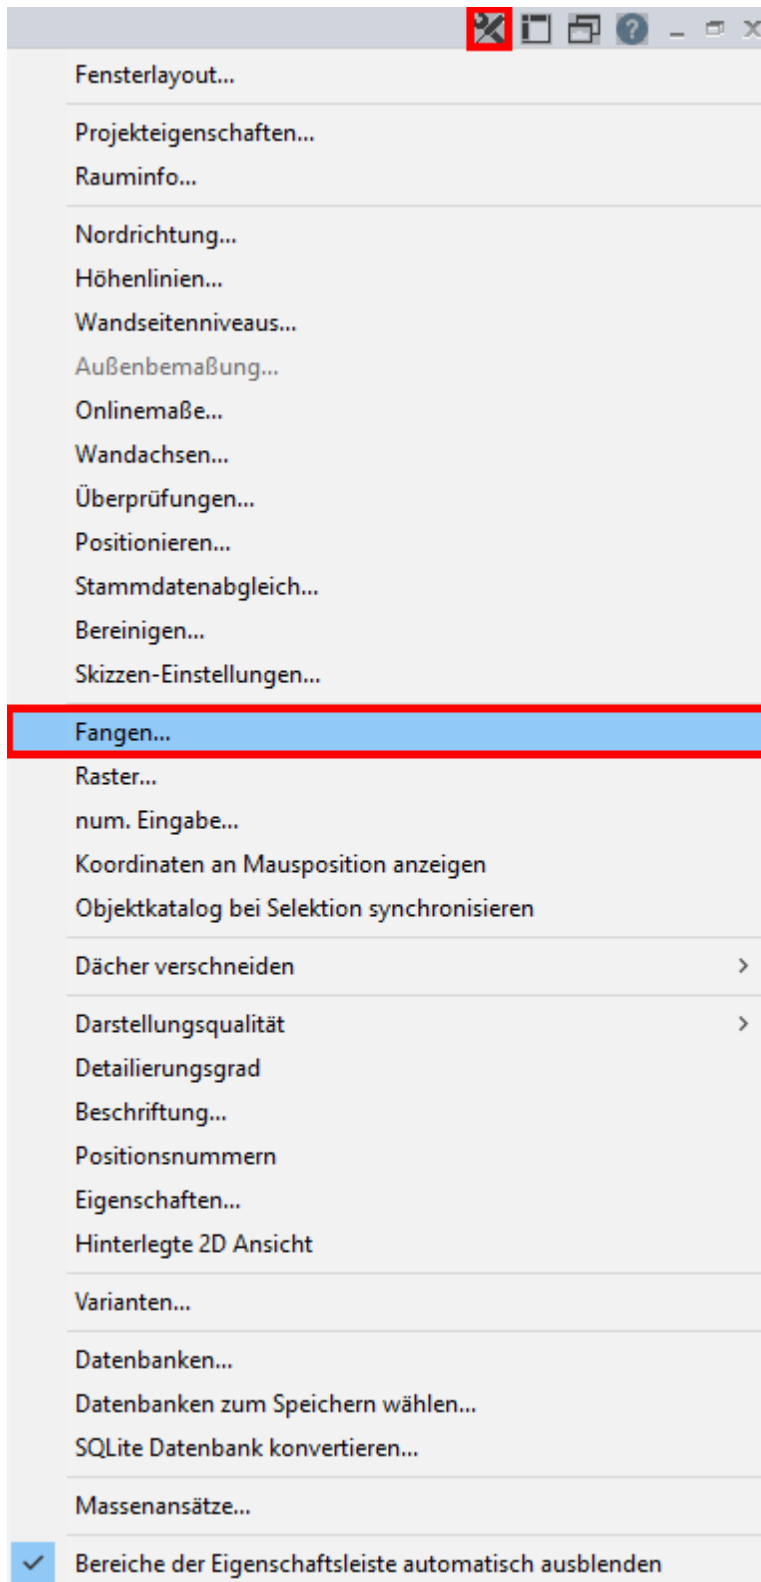 Fensterlayout...
Projekteigenschaften...
Rauminfo...
Nordrichtung...
Höhenlinien...
Wandseitenniveaus...
Außenbemaßung...
Onlinemaße...
Wandachsen...
Überprüfungen...
Positionieren...
Stammdatenabgleich...
Bereinigen...
Skizzen-Einstellungen...
Fangen...
Raster...
num. Eingabe...
Koordinaten an Mausposition anzeigen
Objektkatalog bei Selektion synchronisieren
Dächer verschneiden
Darstellungsqualität
Detailierungsgrad
Beschriftung...
Positionsnummern
Eigenschaften...
Hinterlegte 2D Ansicht
Varianten...
Datenbanken...
Datenbanken zum Speichern wählen...
SQLite Datenbank konvertieren...
Massenansätze...
Bereiche der Eigenschaftsleiste automatisch ausblenden